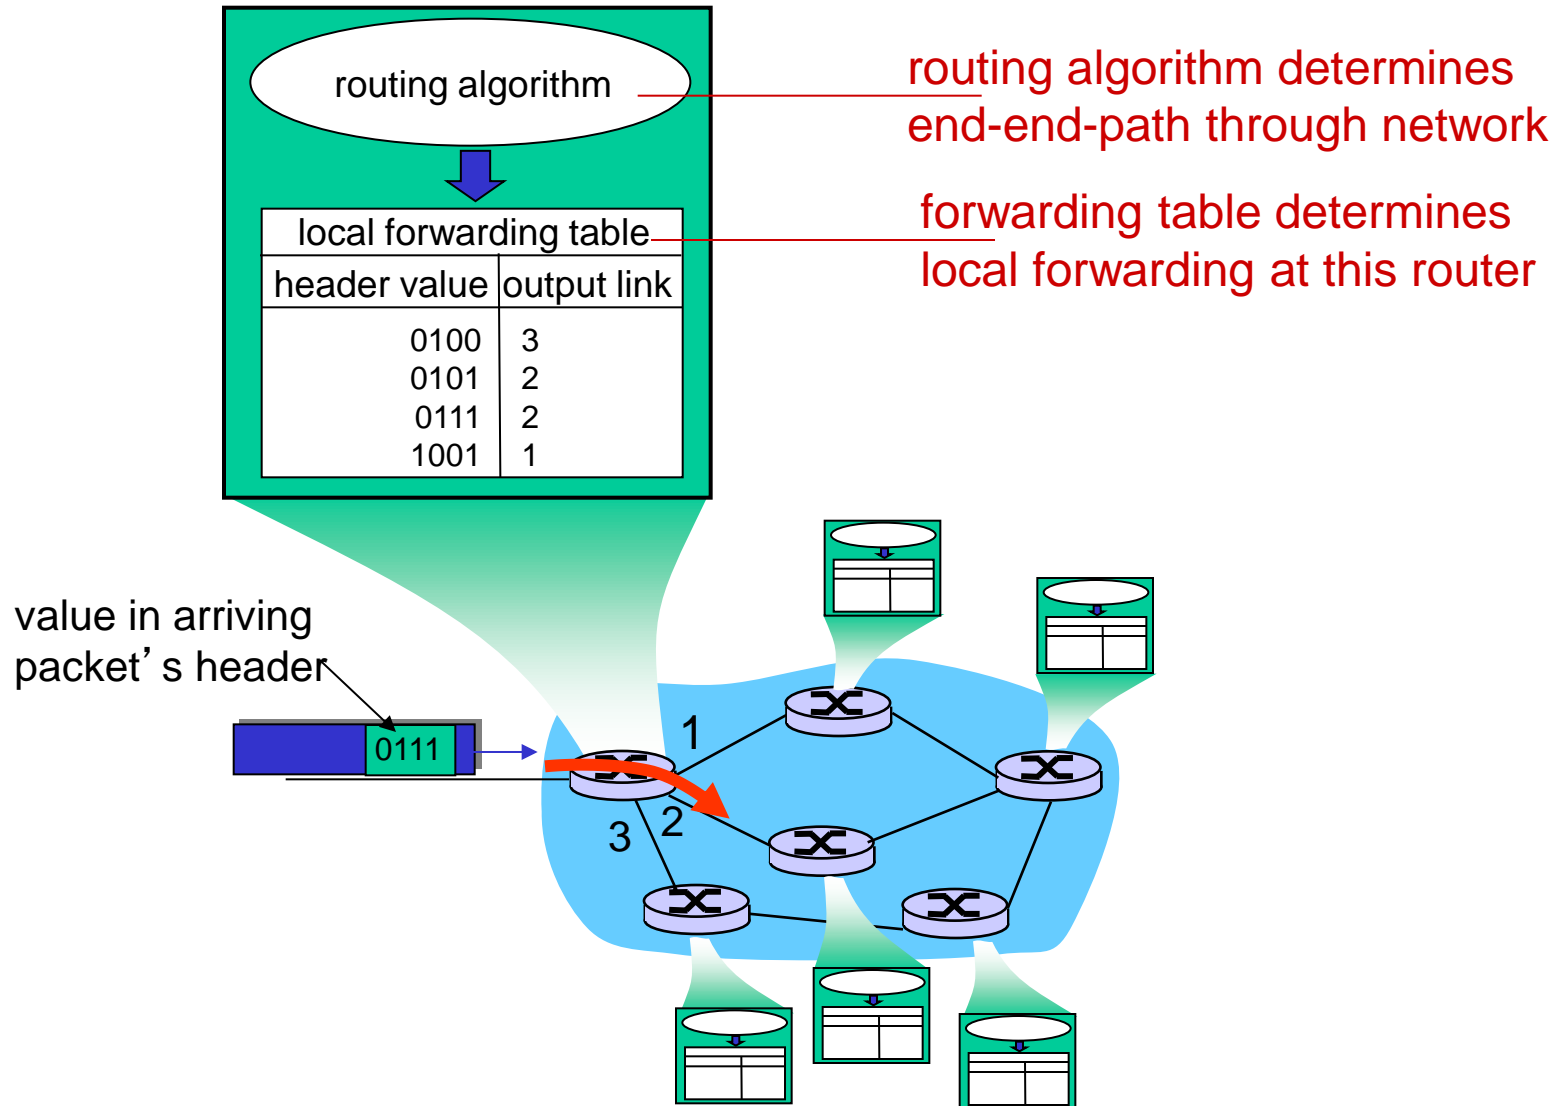 routing algorithm
routing algorithm determines
end-end-path through network
local forwarding table
forwarding table determines
local forwarding at this router
header value output link
0100 3
0101 2
0111 2
1001 1
value in arriving
packet’s header
0111
1
2
3